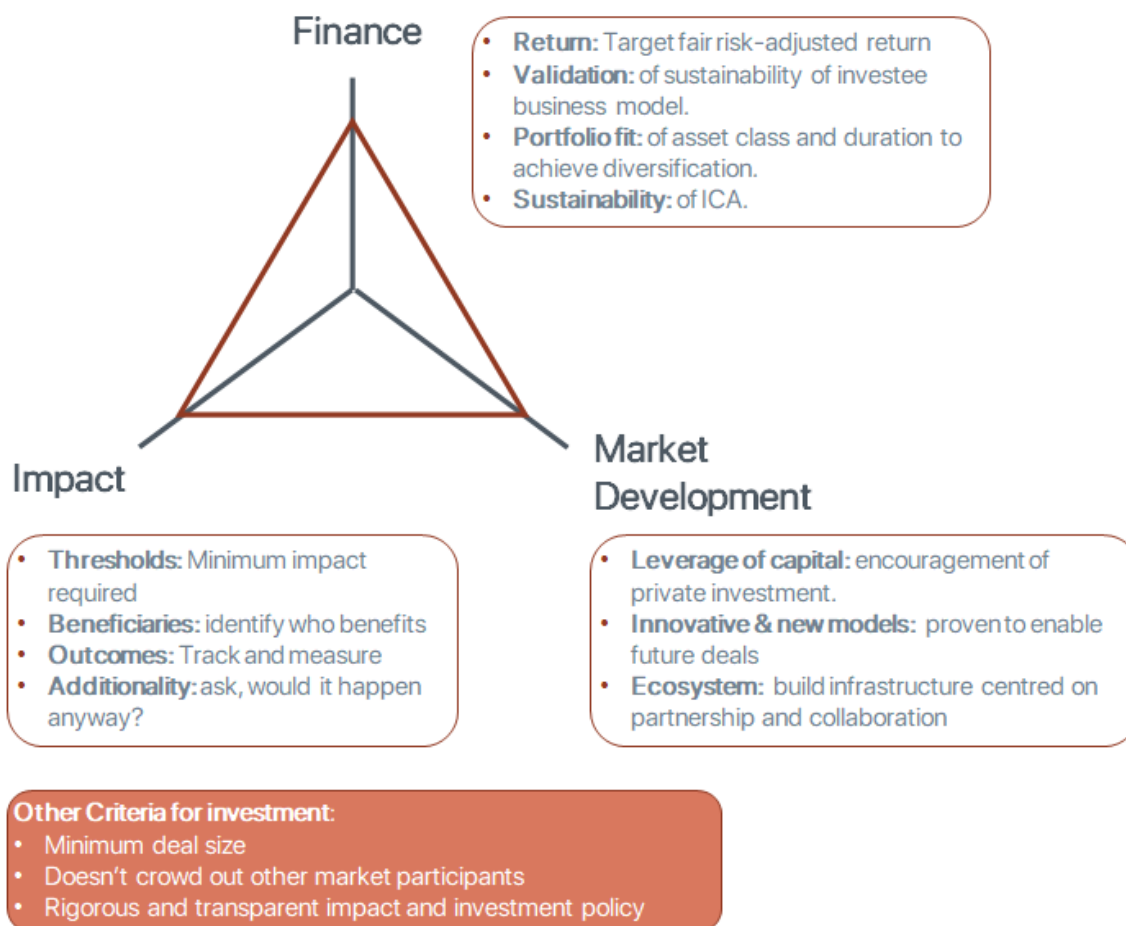 Finance
• Return: Target fair risk-adjusted return
• Validation: of sustainability of investee
business model.
• Portfolio fit: of asset class and duration to
achieve diversification.
• Sustainability: of ICA.
Impact
• Thresholds: Minimum impact
required
• Beneficiaries: identify who benefits
• Outcomes: Track and measure
• Additionality: ask, would it happen
anyway?
Market
Development
• Leverage of capital: encouragement of
private investment.
• Innovative & new models: proven to enable
future deals
• Ecosystem: build infrastructure centred on
partnership and collaboration
Other Criteria for investment:
• Minimum deal size
• Doesn't crowd out other market participants
• Rigorous and transparent impact and investment policy